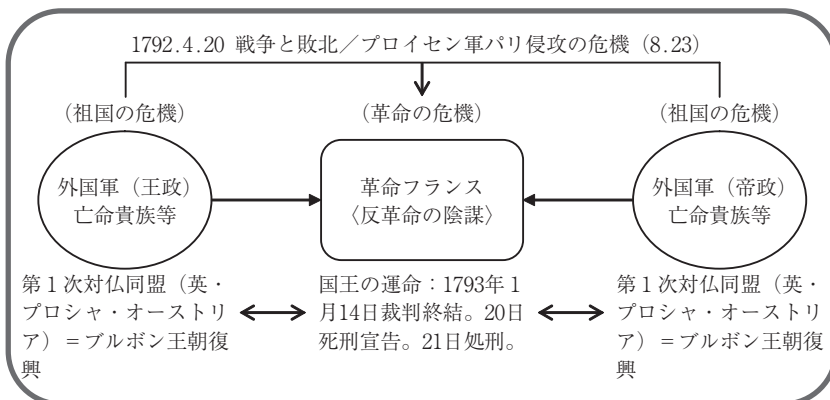 1792.4.20 戦争と敗北／プロイセン軍パリ侵攻の危機（8.23）
（祖国の危機）
（革命の危機）
（祖国の危機）
外国軍（王政）
亡命貴族等
革命フランス
〈反革命の陰謀〉
外国軍（帝政）
亡命貴族等
第１次対仏同盟（英・
プロシャ・オーストリ
ア）＝ブルボン王朝復
興
国王の運命：1793年１
月14日裁判終結。20日
死刑宣告。21日処刑。
第１次対仏同盟（英・
プロシャ・オーストリ
ア）＝ブルボン王朝復
興